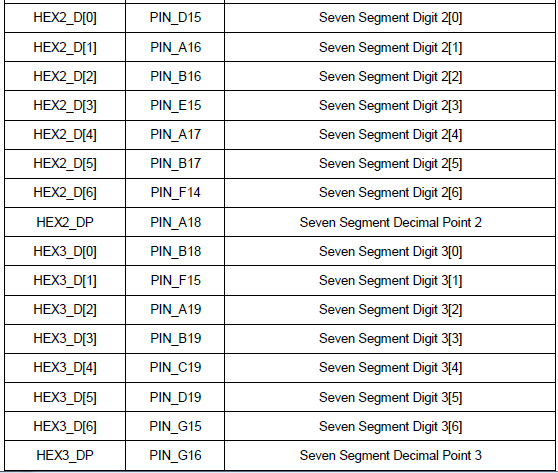 HEX2_D[0] PIN_D15 Seven Segment Digit 2[0]
HEX2_D[1] PIN_A16 Seven Segment Digit 2[1]
HEX2_D[2] PIN_B16 Seven Segment Digit 2[2]
HEX2_D[3] PIN_E15 Seven Segment Digit 2[3]
HEX2_D[4] PIN_A17 Seven Segment Digit 2[4]
HEX2_D[5] PIN_B17 Seven Segment Digit 2[5]
HEX2_D[6] PIN_F14 Seven Segment Digit 2[6]
HEX2_DP PIN_A18 Seven Segment Decimal Point 2
HEX3_D[0] PIN_B18 Seven Segment Digit 3[0]
HEX3_D[1] PIN_F15 Seven Segment Digit 3[1]
HEX3_D[2] PIN_A19 Seven Segment Digit 3[2]
HEX3_D[3] PIN_B19 Seven Segment Digit 3[3]
HEX3_D[4] PIN_C19 Seven Segment Digit 3[4]
HEX3_D[5] PIN_D19 Seven Segment Digit 3[5]
HEX3_D[6] PIN_G15 Seven Segment Digit 3[6]
HEX3_DP PIN_G16 Seven Segment Decimal Point 3